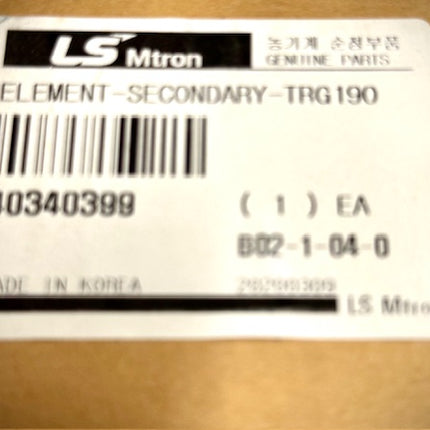 LS Mtron
농기계 순정부품
GENUINE PARTS
ELEMENT-SECONDARY-TRG190
40340399
( 1 ) EA
B02-1-04-0
MADE IN KOREA
LS Mtron